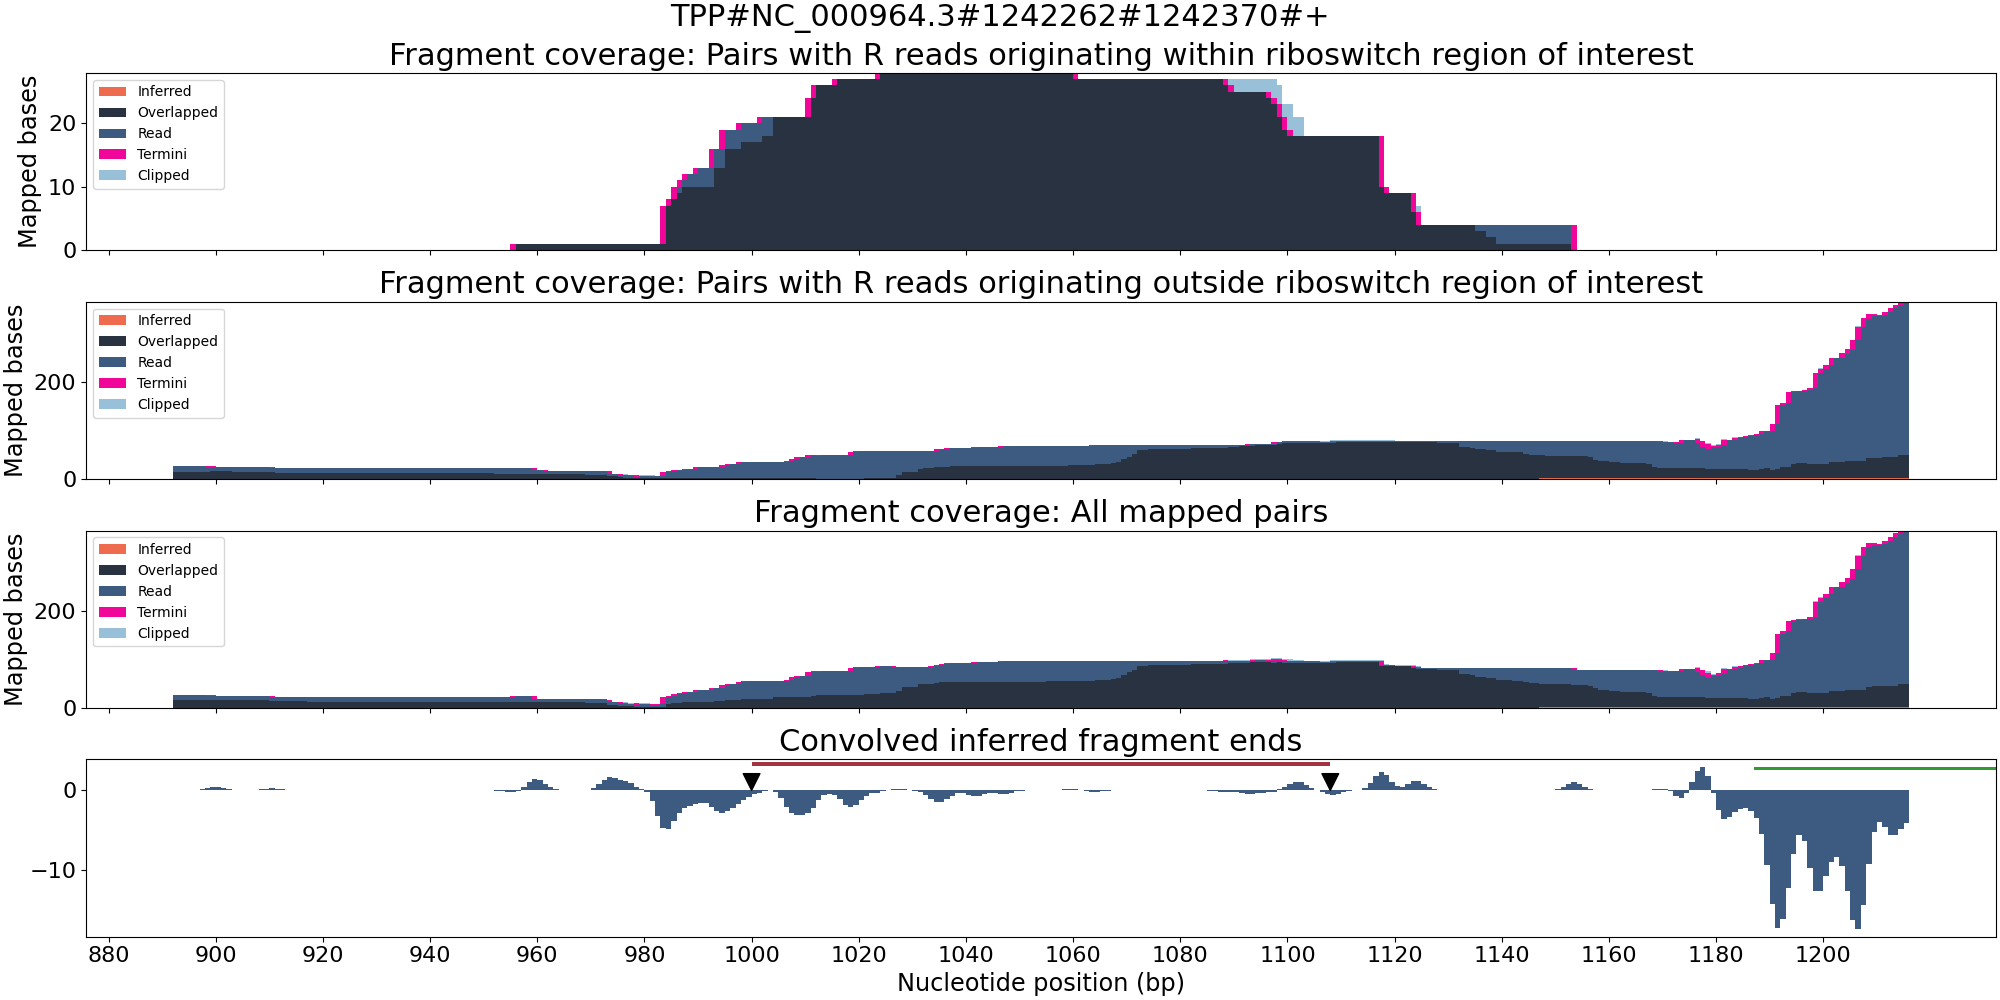 TPP#NC_000964.3#1242262#1242370#+
Fragment coverage: Pairs with R reads originating within riboswitch region of interest
Mapped bases
20
10
0
Inferred
Overlapped
Read
Termini
Clipped
Fragment coverage: Pairs with R reads originating outside riboswitch region of interest
Mapped bases
200
0
Inferred
Overlapped
Read
Termini
Clipped
Fragment coverage: All mapped pairs
Mapped bases
200
0
Inferred
Overlapped
Read
Termini
Clipped
Convolved inferred fragment ends
0
−10
880 900 920 940 960 980 1000 1020 1040 1060 1080 1100 1120 1140 1160 1180 1200
Nucleotide position (bp)